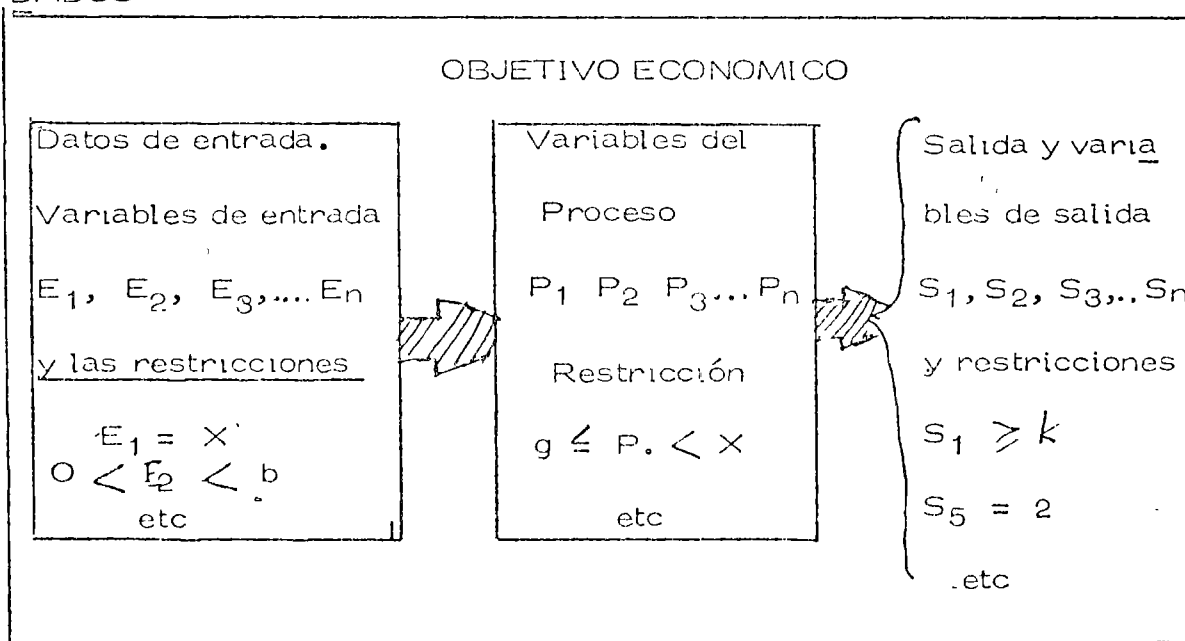 OBJETIVO ECONOMICO
Datos de entrada.
Variables de entrada
E1, E2, E3,.... En
y las restricciones
E1 = X
O < E2 < b
etc
Variables del
Proceso
P1 P2 P3... Pn
Restricción
g ≤ P. < X
etc
Salida y varia
bles de salida
S1, S2, S3,.. Sn
y restricciones
S1 ≥ k
S5 = 2
etc